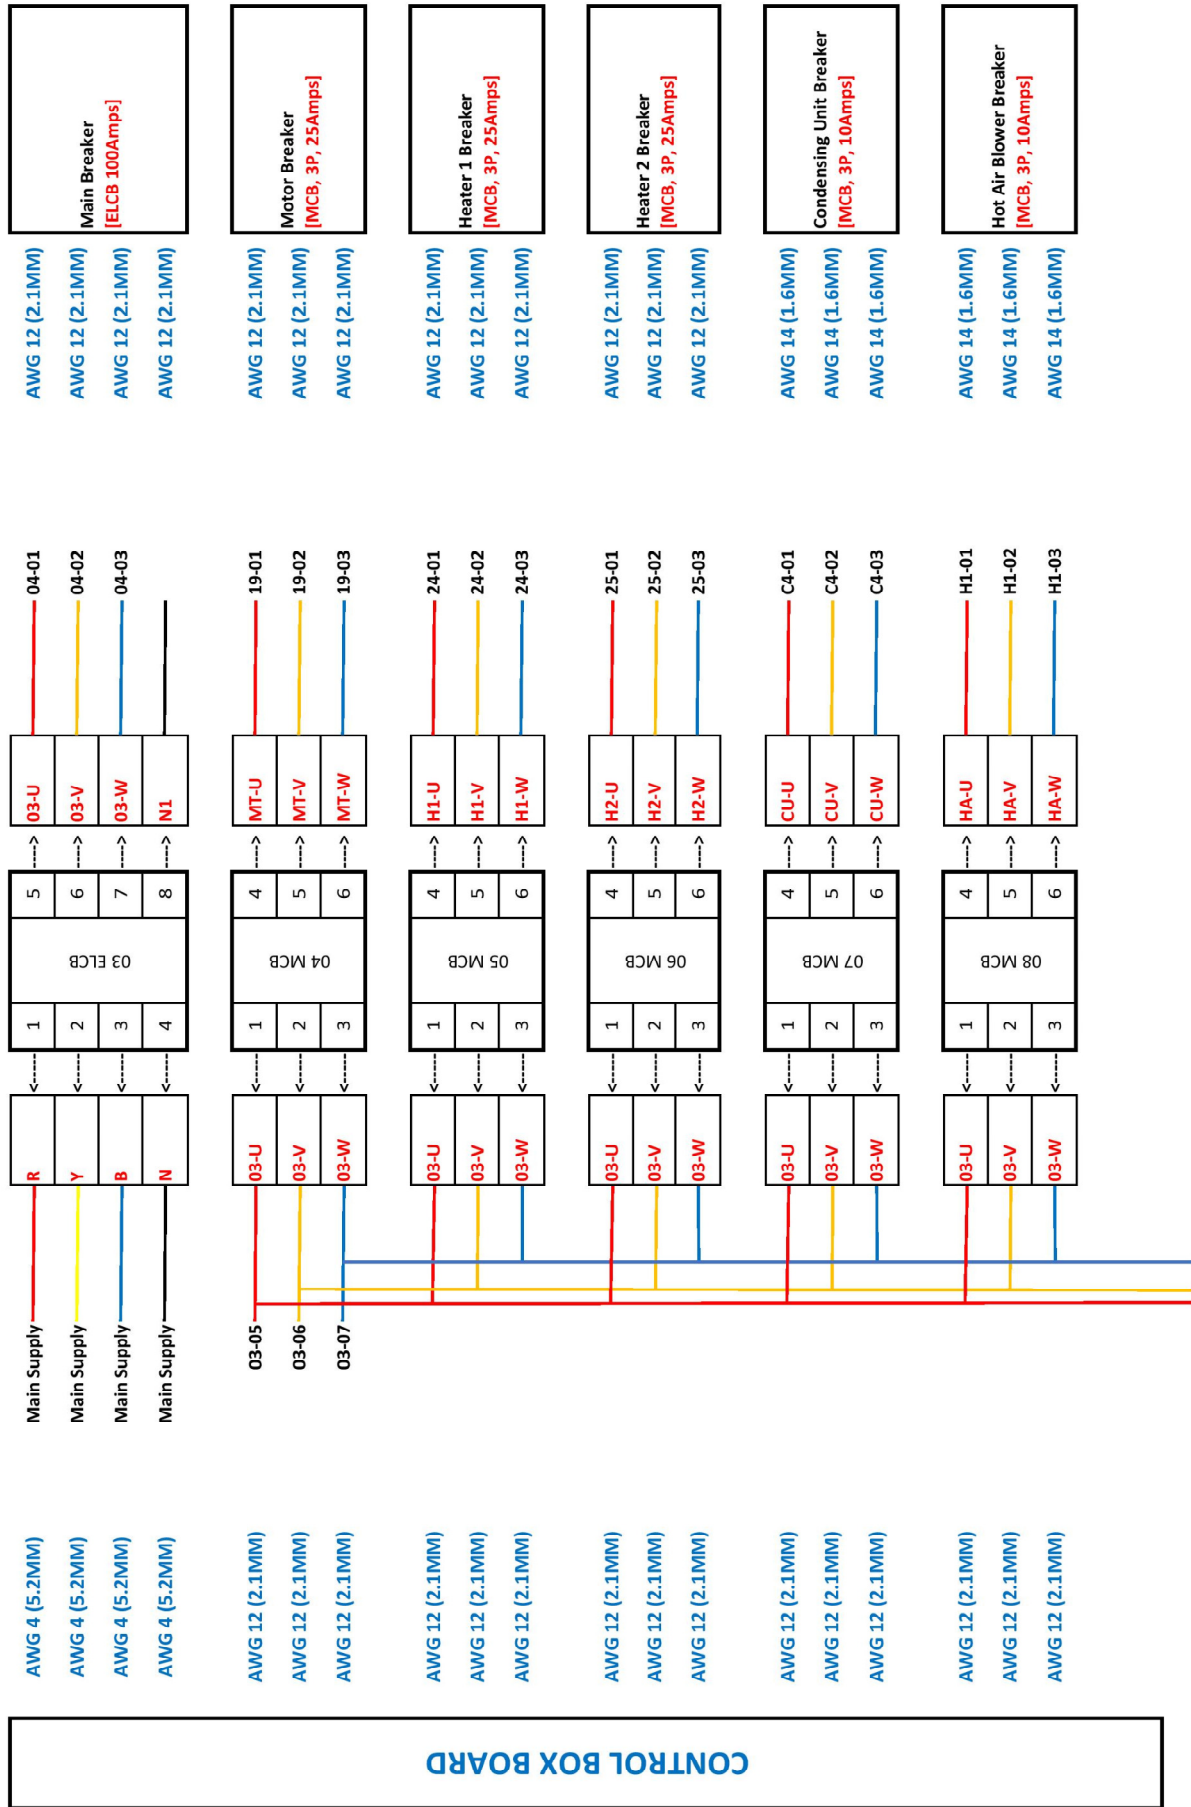 CONTROL BOX BOARD
AWG 4 (5.2MM) Main Supply R <----- 1 03 ELCB 5 ----> 03-U 04-01 AWG 12 (2.1MM)
AWG 4 (5.2MM) Main Supply Y <----- 2 6 ----> 03-V 04-02 AWG 12 (2.1MM)
AWG 4 (5.2MM) Main Supply B <----- 3 7 ----> 03-W 04-03 AWG 12 (2.1MM)
AWG 4 (5.2MM) Main Supply N <----- 4 8 ----> N1 AWG 12 (2.1MM)
Main Breaker
[ELCB 100Amps]
AWG 12 (2.1MM) 03-05 03-U <----- 1 04 MCB 4 ----> MT-U 19-01 AWG 12 (2.1MM)
AWG 12 (2.1MM) 03-06 03-V <----- 2 5 ----> MT-V 19-02 AWG 12 (2.1MM)
AWG 12 (2.1MM) 03-07 03-W <----- 3 6 ----> MT-W 19-03 AWG 12 (2.1MM)
Motor Breaker
[MCB, 3P, 25Amps]
AWG 12 (2.1MM) 03-U <----- 1 05 MCB 4 ----> H1-U 24-01 AWG 12 (2.1MM)
AWG 12 (2.1MM) 03-V <----- 2 5 ----> H1-V 24-02 AWG 12 (2.1MM)
AWG 12 (2.1MM) 03-W <----- 3 6 ----> H1-W 24-03 AWG 12 (2.1MM)
Heater 1 Breaker
[MCB, 3P, 25Amps]
AWG 12 (2.1MM) 03-U <----- 1 06 MCB 4 ----> H2-U 25-01 AWG 12 (2.1MM)
AWG 12 (2.1MM) 03-V <----- 2 5 ----> H2-V 25-02 AWG 12 (2.1MM)
AWG 12 (2.1MM) 03-W <----- 3 6 ----> H2-W 25-03 AWG 12 (2.1MM)
Heater 2 Breaker
[MCB, 3P, 25Amps]
AWG 12 (2.1MM) 03-U <----- 1 07 MCB 4 ----> CU-U C4-01 AWG 14 (1.6MM)
AWG 12 (2.1MM) 03-V <----- 2 5 ----> CU-V C4-02 AWG 14 (1.6MM)
AWG 12 (2.1MM) 03-W <----- 3 6 ----> CU-W C4-03 AWG 14 (1.6MM)
Condensing Unit Breaker
[MCB, 3P, 10Amps]
AWG 12 (2.1MM) 03-U <----- 1 08 MCB 4 ----> HA-U H1-01 AWG 14 (1.6MM)
AWG 12 (2.1MM) 03-V <----- 2 5 ----> HA-V H1-02 AWG 14 (1.6MM)
AWG 12 (2.1MM) 03-W <----- 3 6 ----> HA-W H1-03 AWG 14 (1.6MM)
Hot Air Blower Breaker
[MCB, 3P, 10Amps]